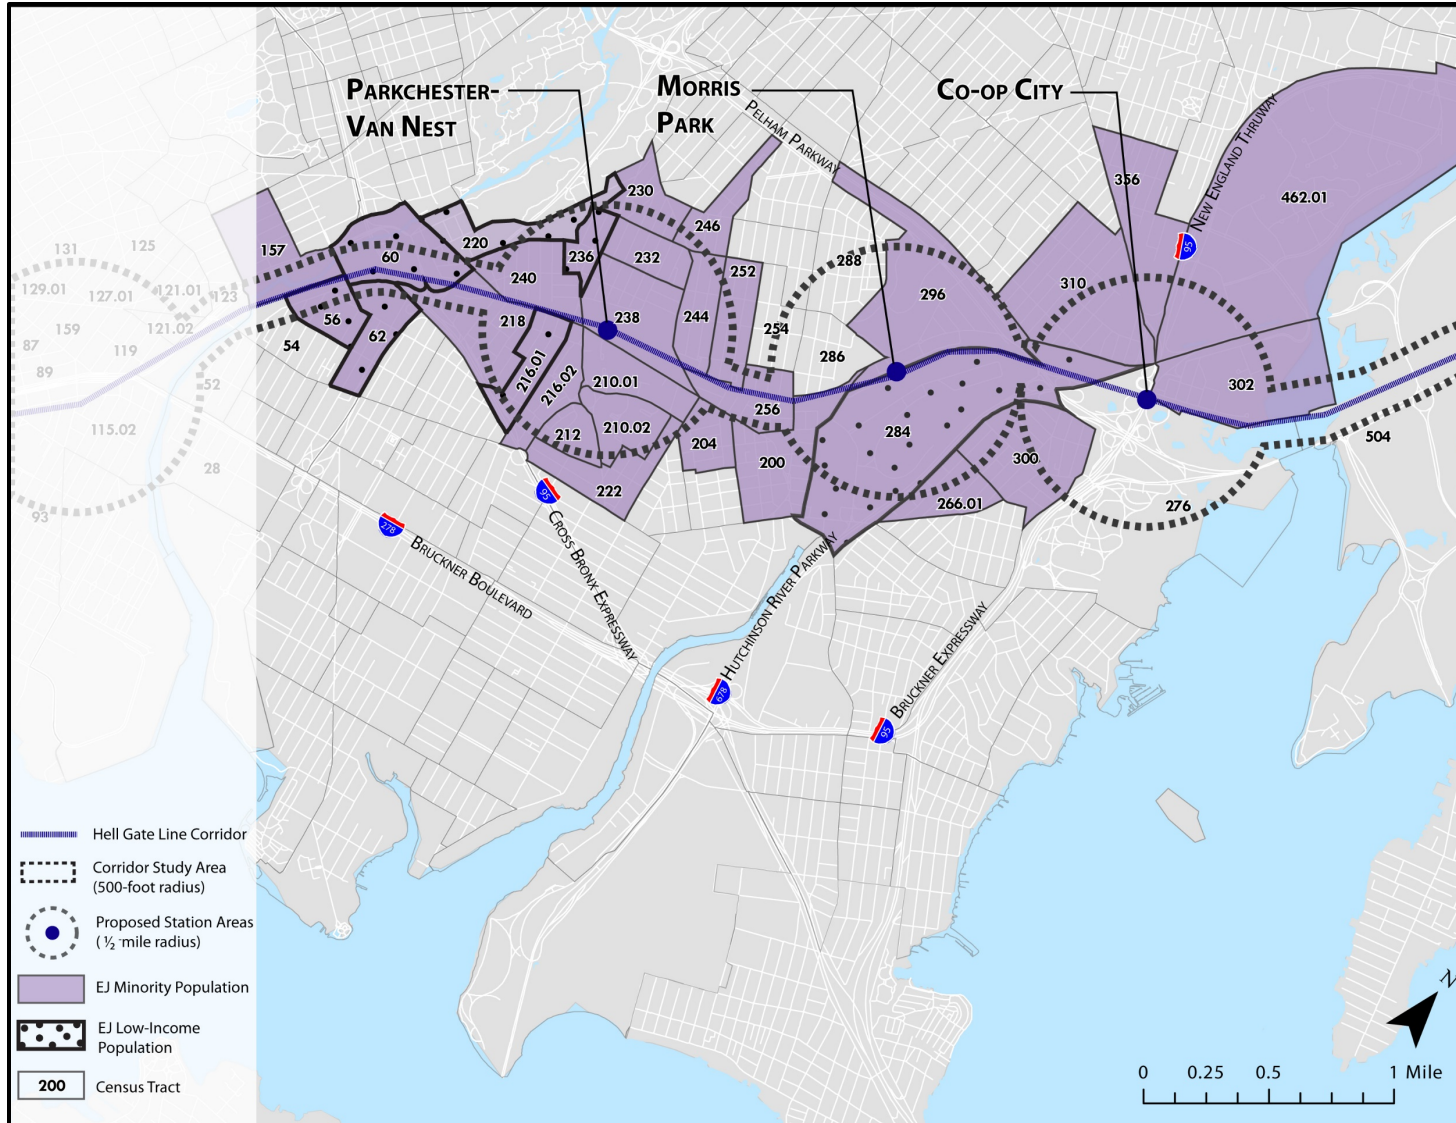 PARKCHESTER-
VAN NEST
MORRIS
PARK
CO-OP CITY
PELHAM PARKWAY
NEW ENGLAND THRUWAY
95
356
462.01
230
157
220
246
131
125
60
236
232
252
288
240
310
296
129.01
127.01
121.01
123
56
218
238
244
254
159
121.02
62
286
87
119
54
216.01
89
216.02
210.01
302
52
256
115.02
212
210.02
204
284
504
28
200
300
222
266.01
276
93
95
278
CROSS BRONX EXPRESSWAY
BRUCKNER BOULEVARD
HUTCHINSON RIVER PARKWAY
678
BRUCKNER EXPRESSWAY
95
Hell Gate Line Corridor
Corridor Study Area
(500-foot radius)
Proposed Station Areas
( ½ -mile radius)
EJ Minority Population
EJ Low-Income
Population
200 Census Tract
N
0 0.25 0.5 1 Mile